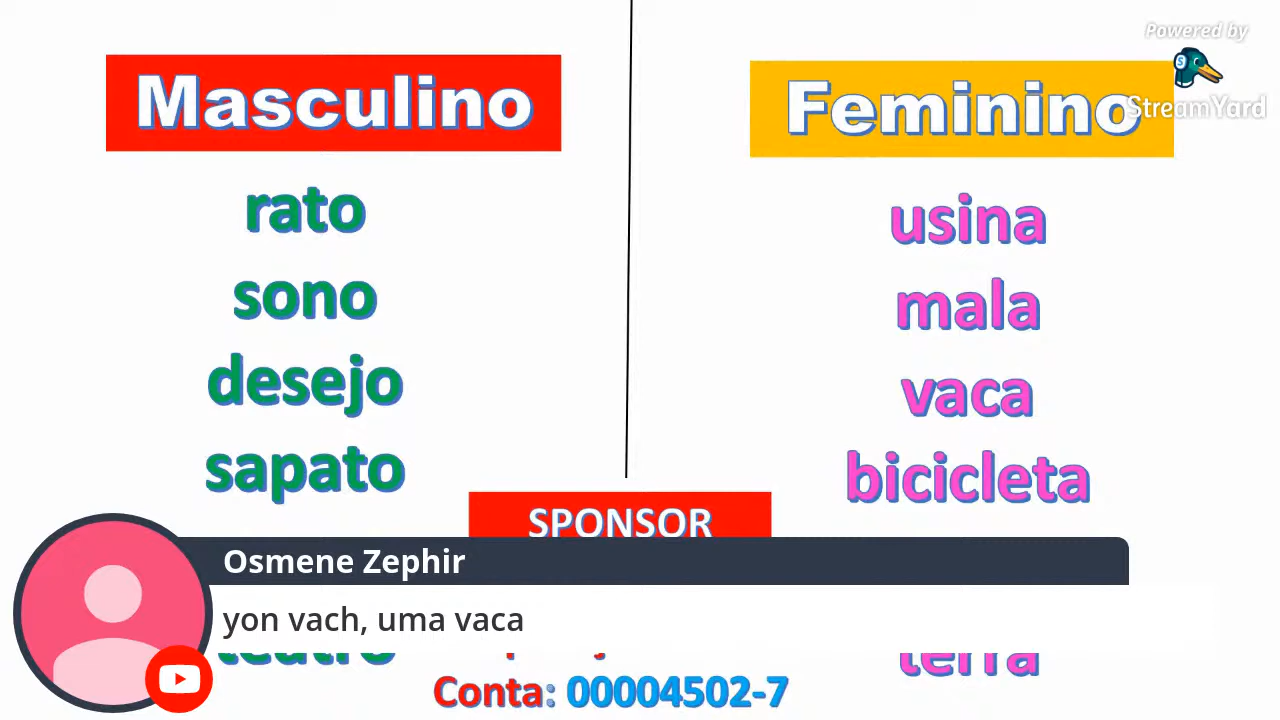 Powered by
StreamYard
Masculino
Feminino
rato
usina
sono
mala
desejo
vaca
sapato
bicicleta
SPONSOR
Osmene Zephir
yon vach, uma vaca
teatro
terra
Conta: 00004502-7